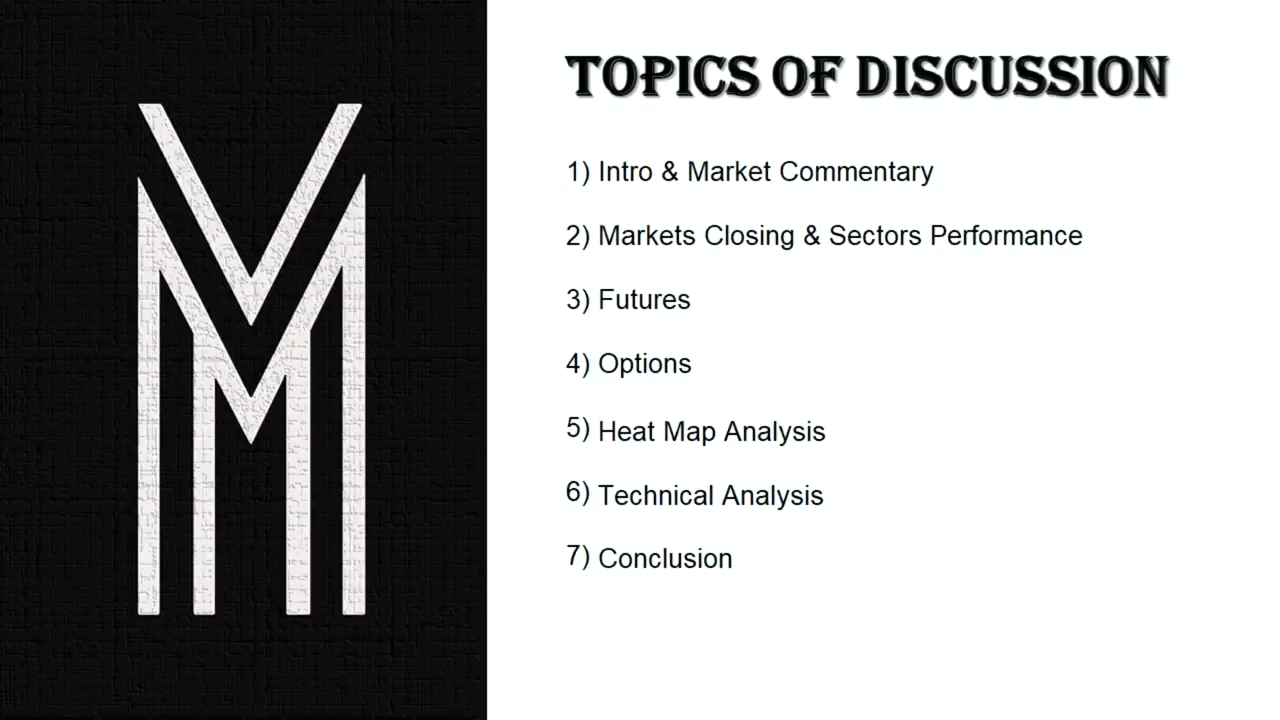 TOPICS OF DISCUSSION
1) Intro & Market Commentary
2) Markets Closing & Sectors Performance
3) Futures
4) Options
5) Heat Map Analysis
6) Technical Analysis
7) Conclusion